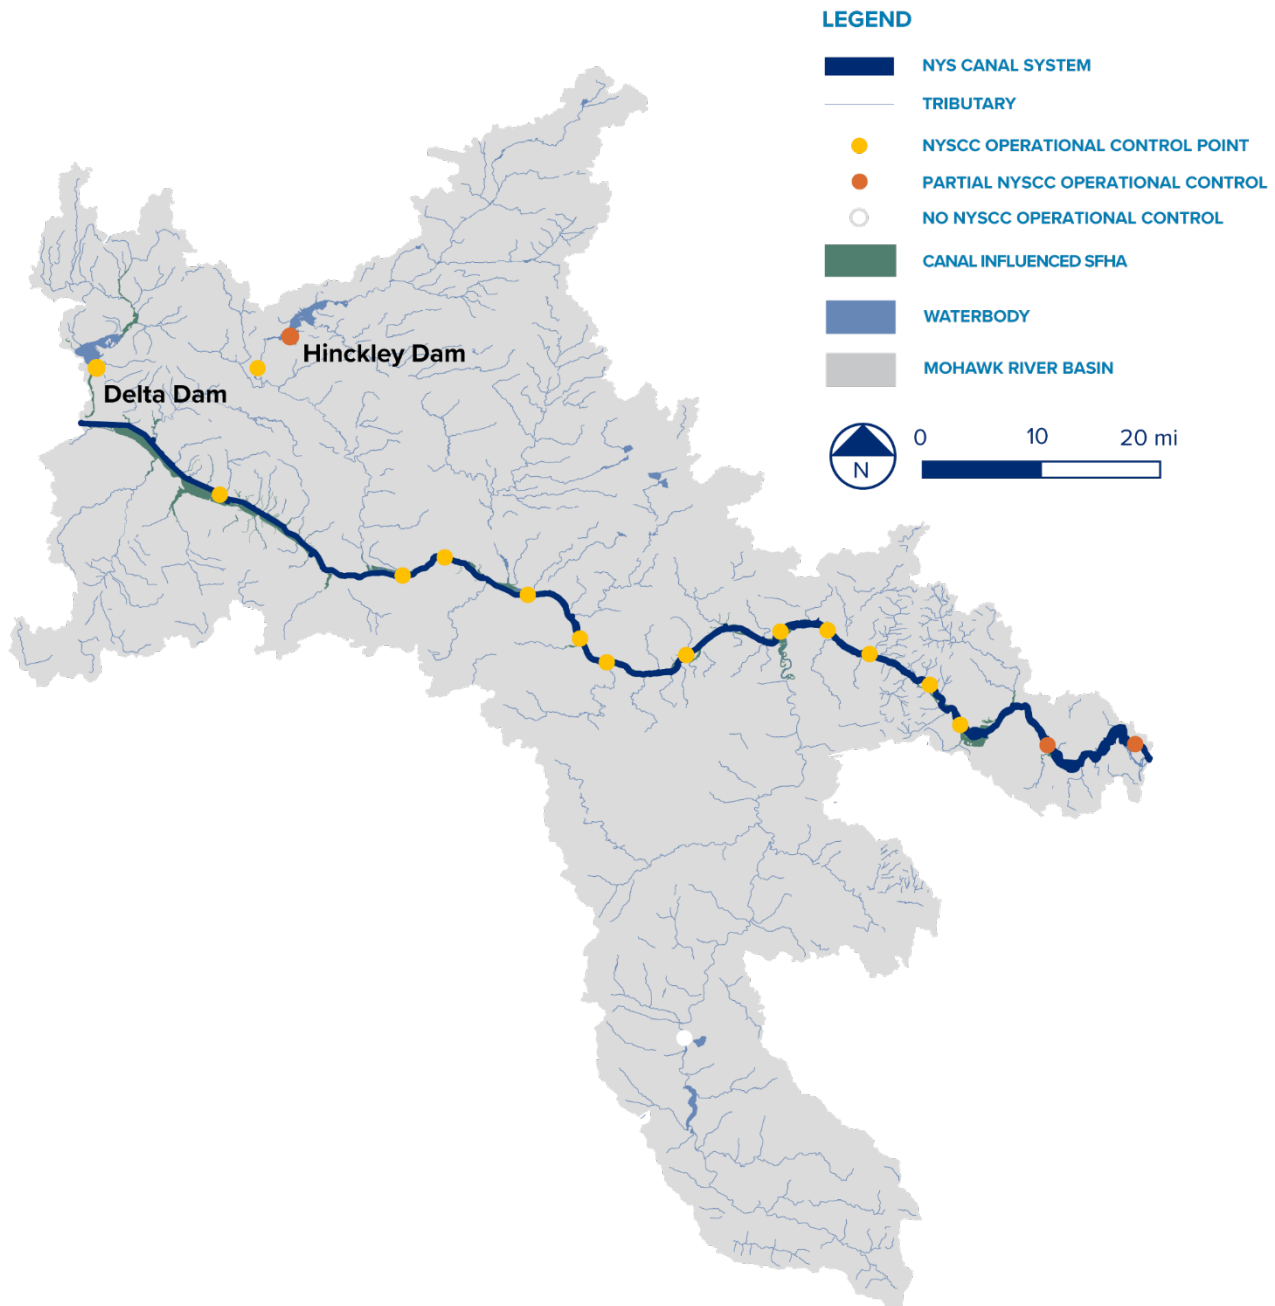 LEGEND
NYS CANAL SYSTEM
TRIBUTARY
NYSCC OPERATIONAL CONTROL POINT
PARTIAL NYSCC OPERATIONAL CONTROL
NO NYSCC OPERATIONAL CONTROL
CANAL INFLUENCED SFHA
WATERBODY
MOHAWK RIVER BASIN
0 10 20 mi
N
Hinckley Dam
Delta Dam